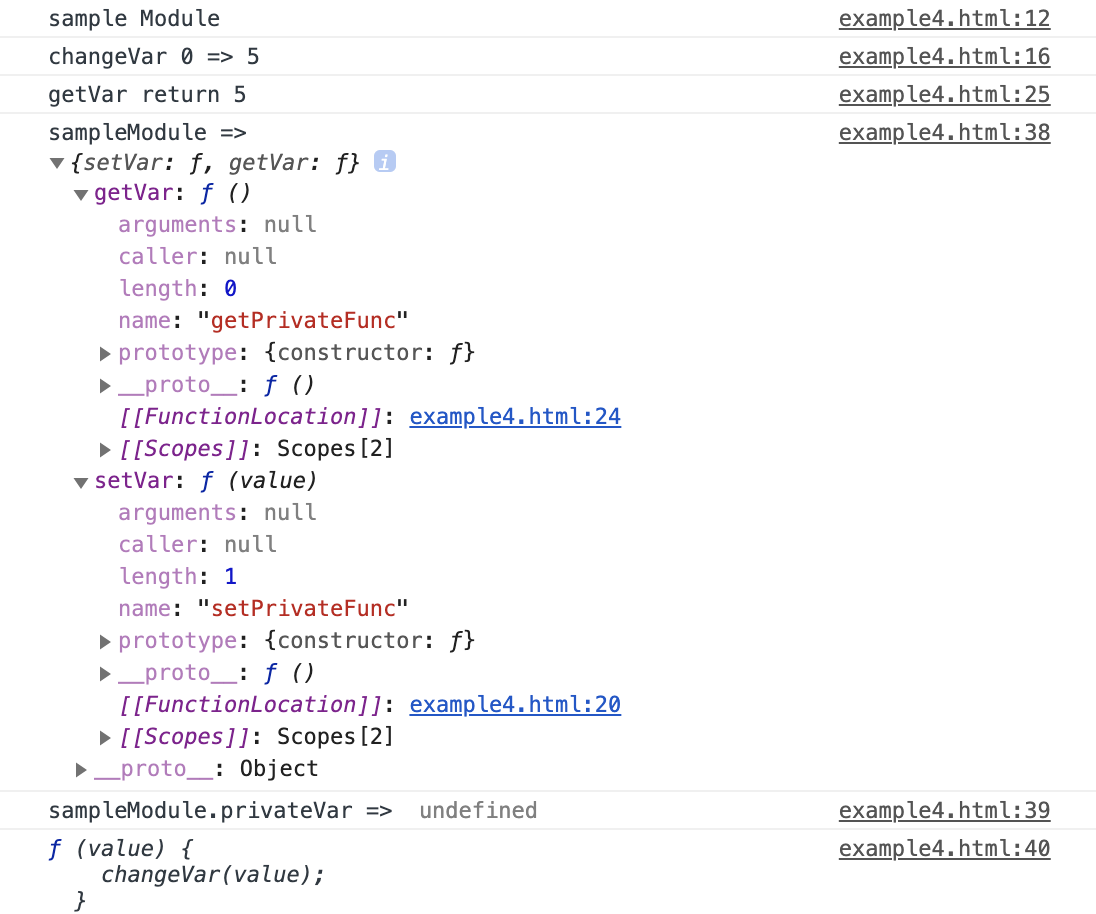 sample Module example4.html:12
changeVar 0 => 5 example4.html:16
getVar return 5 example4.html:25
sampleModule => example4.html:38
▼{setVar: ƒ, getVar: ƒ} i
▼getVar: ƒ ()
arguments: null
caller: null
length: 0
name: "getPrivateFunc"
▶prototype: {constructor: ƒ}
▶__proto__: ƒ ()
[[FunctionLocation]]: example4.html:24
▶[[Scopes]]: Scopes[2]
▼setVar: ƒ (value)
arguments: null
caller: null
length: 1
name: "setPrivateFunc"
▶prototype: {constructor: ƒ}
▶__proto__: ƒ ()
[[FunctionLocation]]: example4.html:20
▶[[Scopes]]: Scopes[2]
▶__proto__: Object
sampleModule.privateVar => undefined example4.html:39
ƒ (value) { example4.html:40
changeVar(value);
}